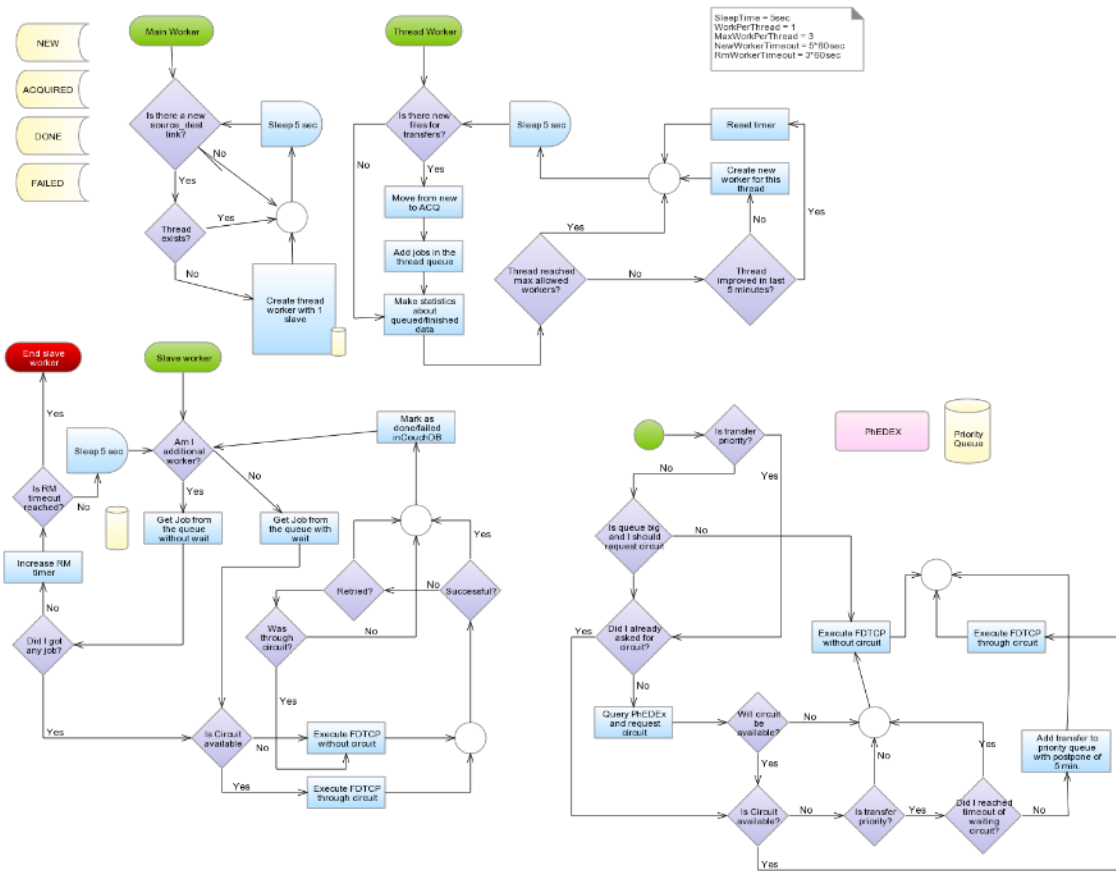 NEW
ACQUIRED
DONE
FAILED
Main Worker
Is there a new
source_dest
link?
Sleep 5 sec
No
Yes
Thread
exists?
Yes
No
Create thread
worker with 1
slave
Thread Worker
Is there new
files for
transfers?
Sleep 5 sec
No
Yes
Move from new
to ACQ
Add jobs in the
thread queue
Make statistics
about
queued/finished
data
Thread reached
max allowed
workers?
Yes
No
Thread
improved in last
5 minutes?
No
Yes
Create new
worker for this
thread
Reset timer
SleepTime = 5sec
WorkPerThread = 1
MaxWorkPerThread = 3
NewWorkerTimeout = 5*60sec
RmWorkerTimeout = 3*60sec
End slave
worker
Yes
Sleep 5 sec
Is RM
timeout
reached?
No
Increase RM
timer
No
Did I got
any job?
Yes
Slave worker
Am I
additional
worker?
Yes
No
Get Job from
the queue
without wait
Get Job from
the queue with
wait
Mark as
done/failed
inCouchDB
Yes
Retried?
No
Successful?
Was
through
circuit?
No
Yes
Is Circuit
available
No
Execute FDTCP
without circuit
Yes
Execute FDTCP
through circuit
Is transfer
priority?
No
Yes
PhEDEX
Priority
Queue
Is queue big
and I should
request circuit
No
Yes
Did I already
asked for
circuit?
No
Execute FDTCP
without circuit
Execute FDTCP
through circuit
Query PhEDEx
and request
circuit
Will circuit
be
available?
No
Yes
Is Circuit
available?
No
Yes
Is transfer
priority?
No
Yes
Did I reached
timeout of
waiting
circuit?
Yes
No
Add transfer to
priority queue
with postpone of
5 min.